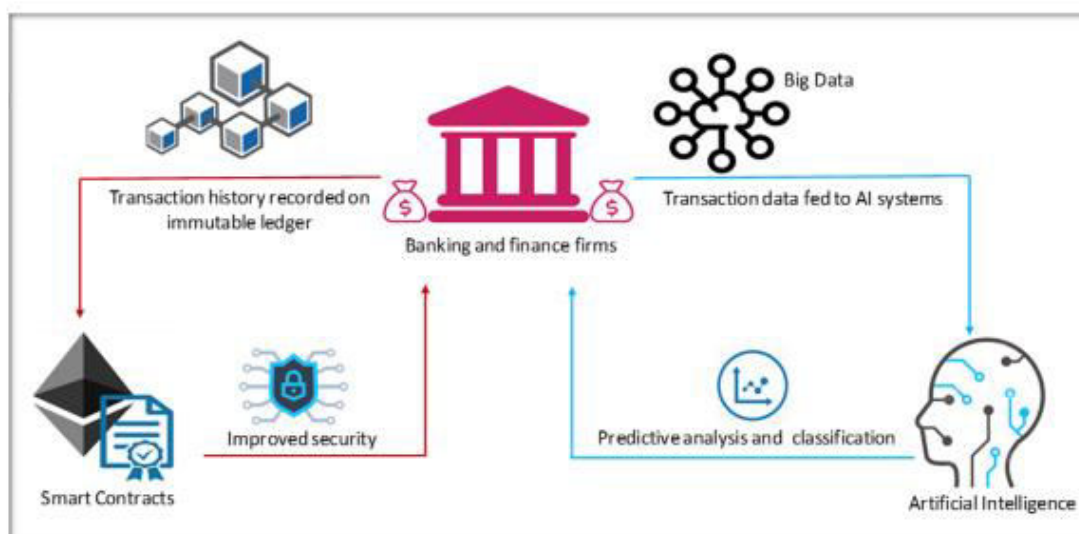 Big Data
Transaction history recorded on
immutable ledger
Transaction data fed to AI systems
$
$
Banking and finance firms
Improved security
Predictive analysis and classification
Smart Contracts
Artificial Intelligence